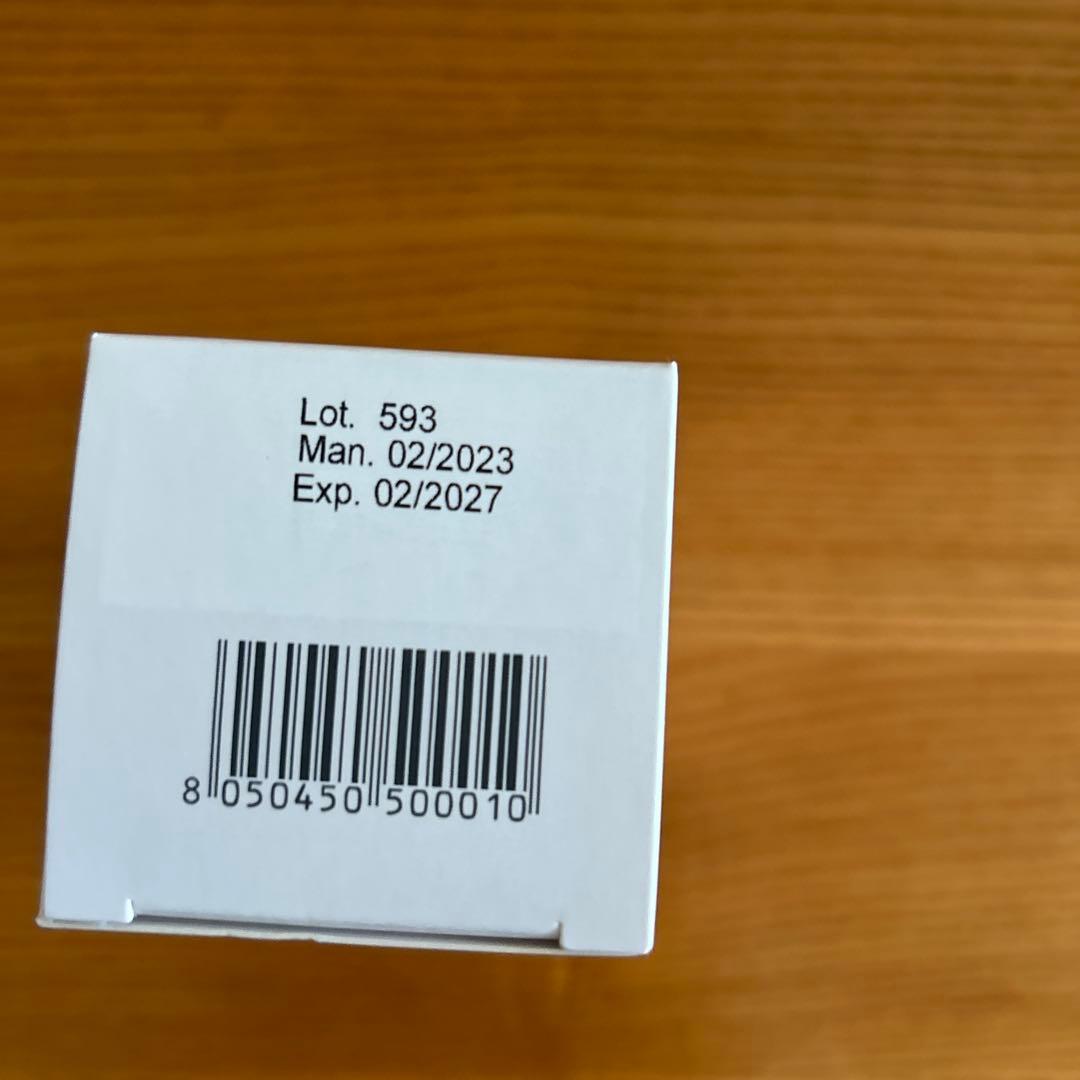 Lot. 593
Man. 02/2023
Exp. 02/2027
8 050450 500010